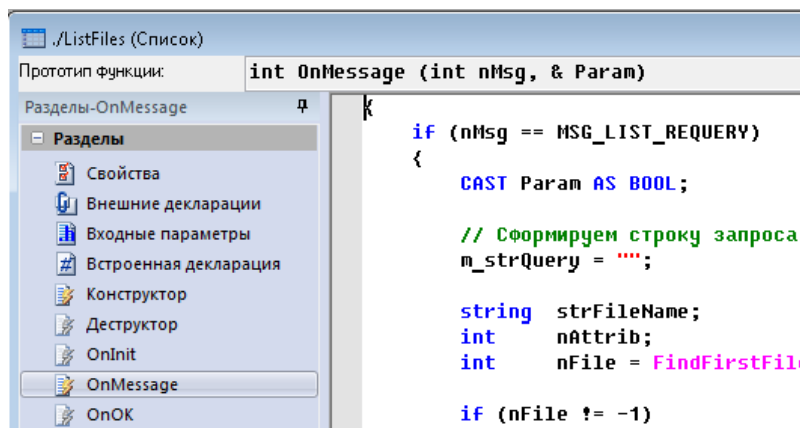 ./ListFiles (Список)
Прототип функции: int OnMessage (int nMsg, & Param)
Разделы-OnMessage
Разделы
Свойства
Внешние декларации
Входные параметры
Встроенная декларация
Конструктор
Деструктор
OnInit
OnMessage
OnOK
{
if (nMsg == MSG_LIST_REQUERY)
{
CAST Param AS BOOL;
// Сформируем строку запроса
m_strQuery = "";
string strFileName;
int nAttrib;
int nFile = FindFirstFile
if (nFile != -1)